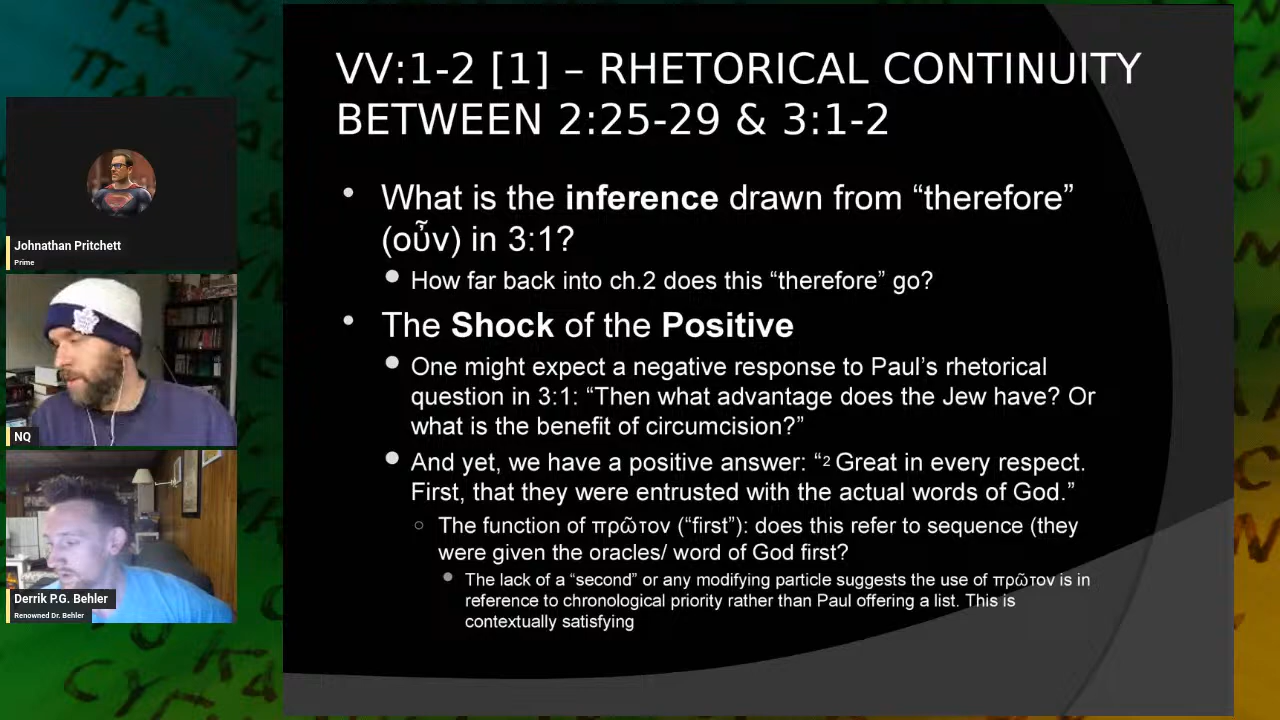 VV:1-2 [1] – RHETORICAL CONTINUITY
BETWEEN 2:25-29 & 3:1-2
• What is the inference drawn from “therefore”
(οὖν) in 3:1?
How far back into ch.2 does this “therefore” go?
• The Shock of the Positive
One might expect a negative response to Paul’s rhetorical
question in 3:1: “Then what advantage does the Jew have? Or
what is the benefit of circumcision?”
And yet, we have a positive answer: “2 Great in every respect.
First, that they were entrusted with the actual words of God.”
The function of πρῶτον (“first”): does this refer to sequence (they
were given the oracles/ word of God first?
The lack of a “second” or any modifying particle suggests the use of πρῶτον is in
reference to chronological priority rather than Paul offering a list. This is
contextually satisfying
Johnathan Pritchett
Prime
NQ
Derrik P.G. Behler
Renowned Dr. Behler